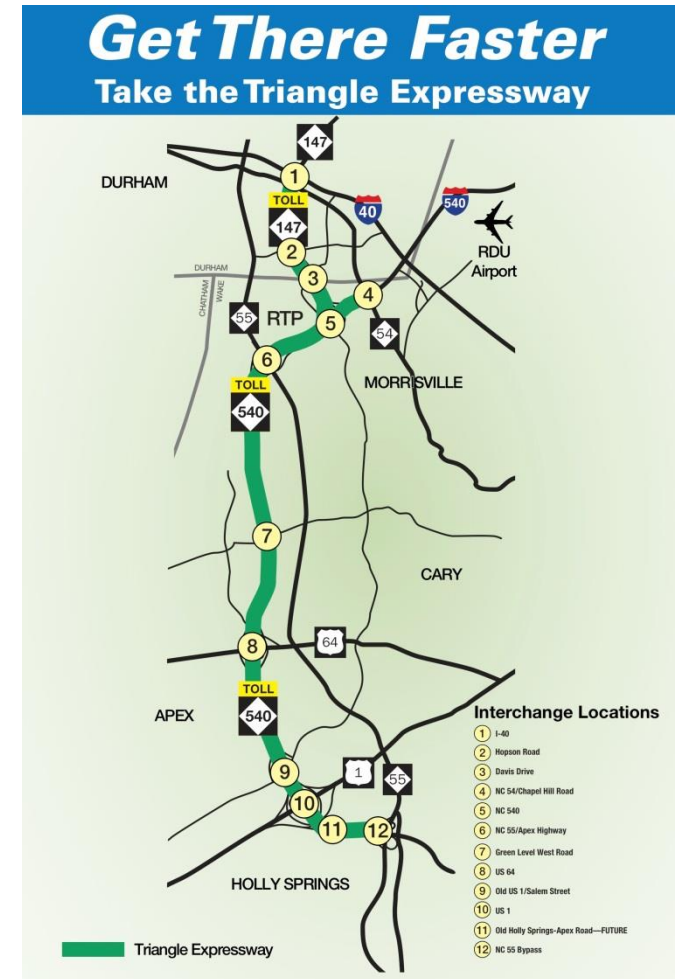 Get There Faster
Take the Triangle Expressway
147
DURHAM
1
TOLL
147
40
540
2
RDU
Airport
DURHAM
3
CHATHAM
WAKE
4
55
RTP
5
54
6
TOLL
MORRISVILLE
540
7
CARY
8
64
TOLL
APEX
540
Interchange Locations
1 I-40
2 Hopson Road
3 Davis Drive
4 NC 54/Chapel Hill Road
5 NC 540
6 NC 55/Apex Highway
7 Green Level West Road
8 US 64
9 Old US 1/Salem Street
10 US 1
11 Old Holly Springs-Apex Road—FUTURE
12 NC 55 Bypass
9
1
55
10
11
12
HOLLY SPRINGS
Triangle Expressway